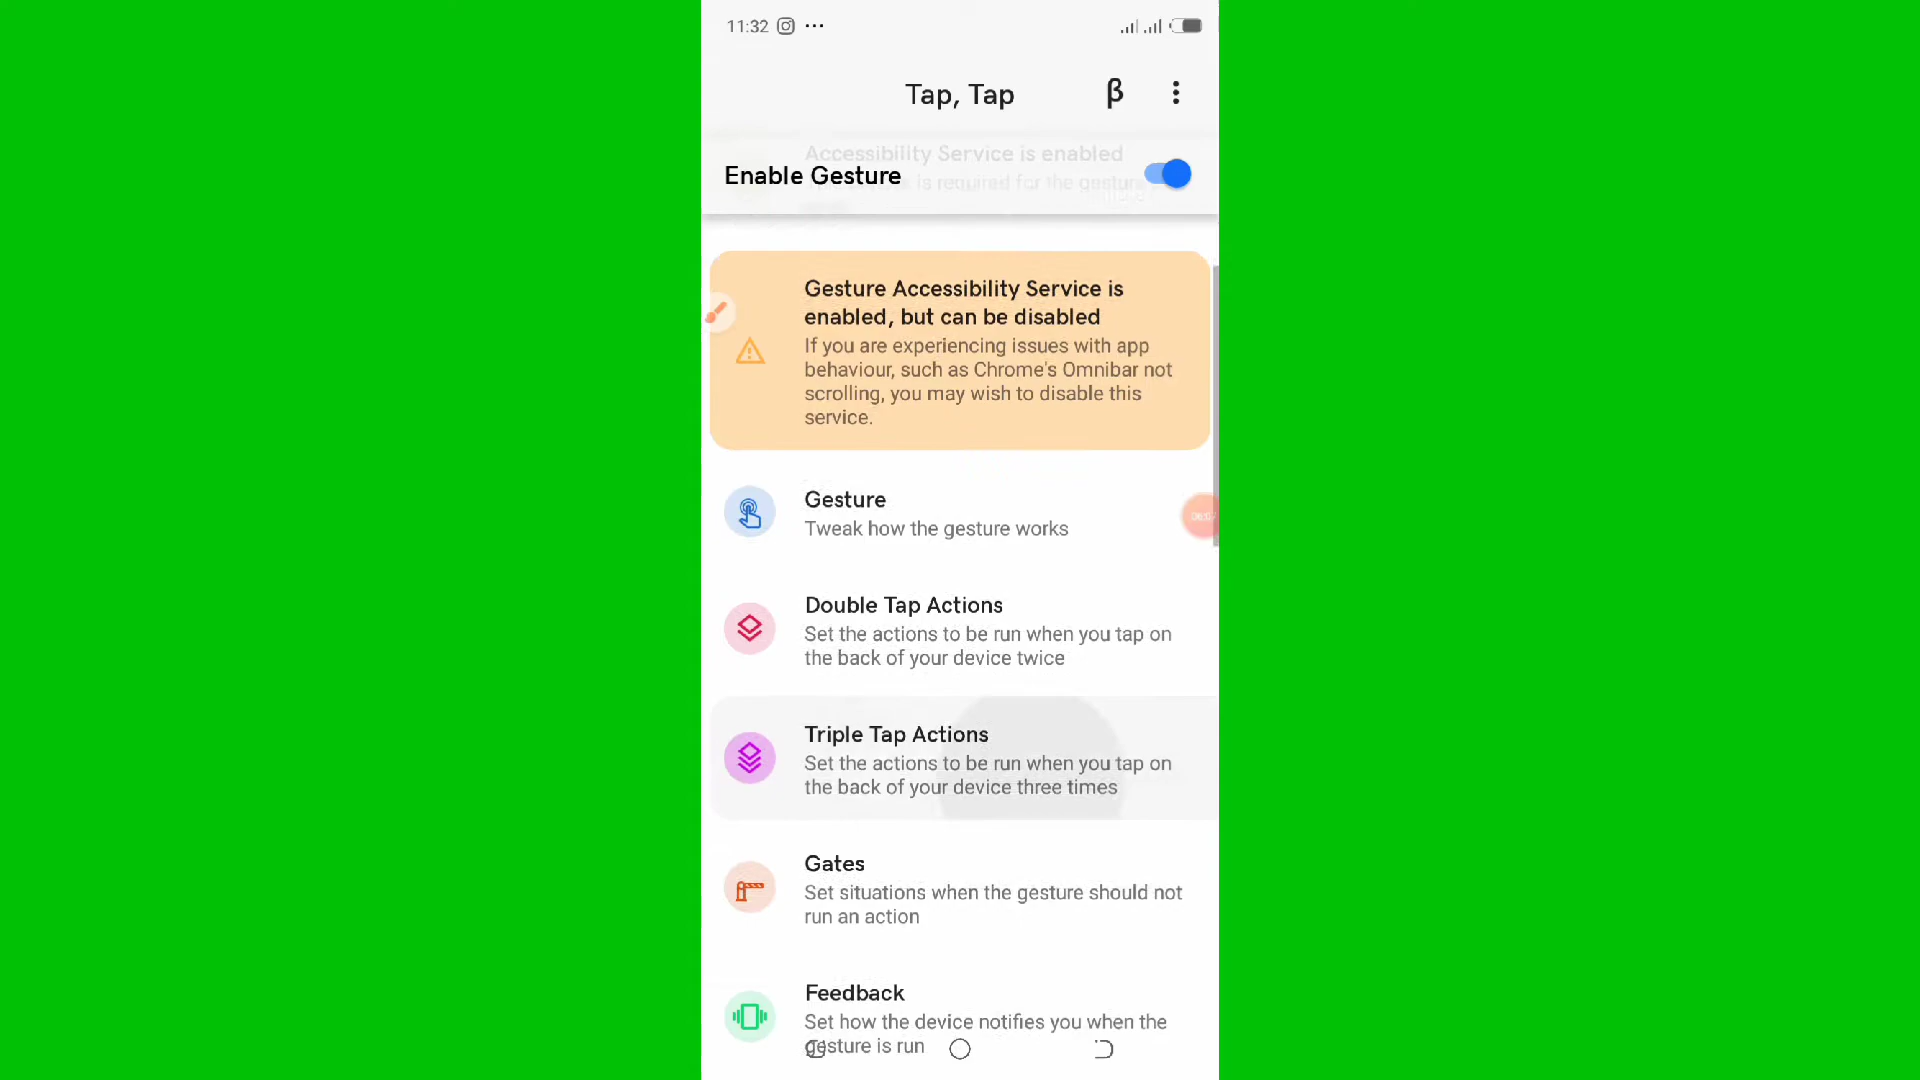 11:32
Tap, Tap
β
Accessibility Service is enabled
Enable Gesture
is required for the gesture
Gesture Accessibility Service is
enabled, but can be disabled
If you are experiencing issues with app
behaviour, such as Chrome's Omnibar not
scrolling, you may wish to disable this
service.
Gesture
Tweak how the gesture works
Double Tap Actions
Set the actions to be run when you tap on
the back of your device twice
Triple Tap Actions
Set the actions to be run when you tap on
the back of your device three times
Gates
Set situations when the gesture should not
run an action
Feedback
Set how the device notifies you when the
gesture is run